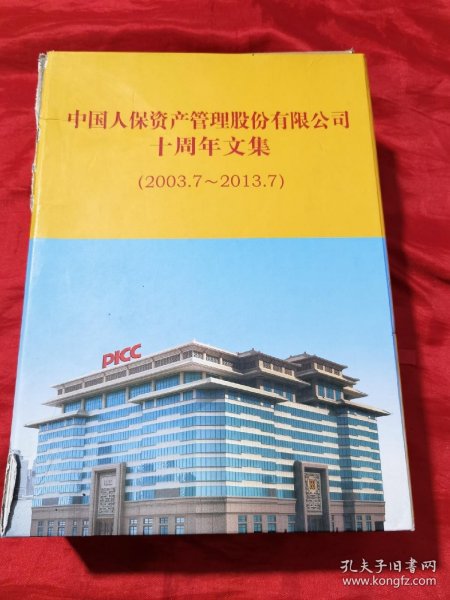 中国人保资产管理股份有限公司
十周年文集
(2003.7～2013.7)
PICC
孔夫子旧书网
www.kongfz.com